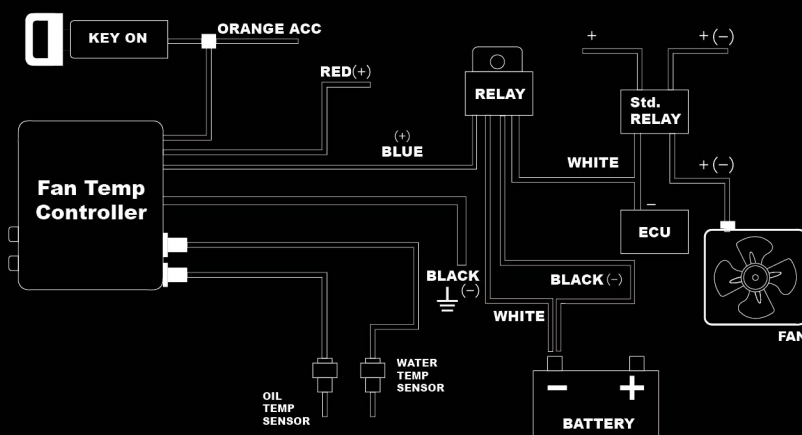 KEY ON
ORANGE ACC
RED(+)
RELAY
+
+(-)
Std.
RELAY
(+)
BLUE
WHITE
+(-)
Fan Temp
Controller
-
ECU
BLACK
(-)
BLACK(-)
WHITE
FAN
WATER
TEMP
SENSOR
OIL
TEMP
SENSOR
- +
BATTERY